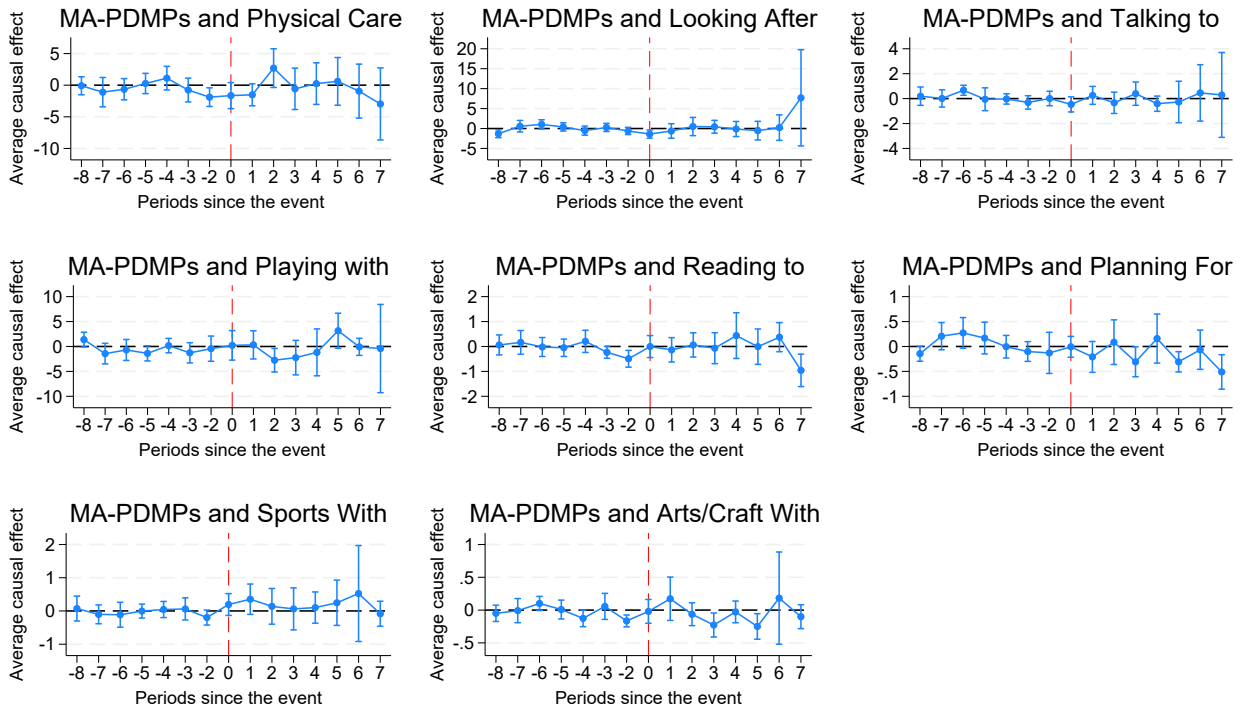 MA-PDMPs and Physical Care
Average causal effect
5
0
-5
-10
-8 -7 -6 -5 -4 -3 -2 0 1 2 3 4 5 6 7
Periods since the event
MA-PDMPs and Looking After
Average causal effect
20
15
10
5
0
-5
-8 -7 -6 -5 -4 -3 -2 0 1 2 3 4 5 6 7
Periods since the event
MA-PDMPs and Talking to
Average causal effect
4
2
0
-2
-4
-8 -7 -6 -5 -4 -3 -2 0 1 2 3 4 5 6 7
Periods since the event
MA-PDMPs and Playing with
Average causal effect
10
5
0
-5
-10
-8 -7 -6 -5 -4 -3 -2 0 1 2 3 4 5 6 7
Periods since the event
MA-PDMPs and Reading to
Average causal effect
2
1
0
-1
-2
-8 -7 -6 -5 -4 -3 -2 0 1 2 3 4 5 6 7
Periods since the event
MA-PDMPs and Planning For
Average causal effect
1
.5
0
-.5
-1
-8 -7 -6 -5 -4 -3 -2 0 1 2 3 4 5 6 7
Periods since the event
MA-PDMPs and Sports With
Average causal effect
2
1
0
-1
-8 -7 -6 -5 -4 -3 -2 0 1 2 3 4 5 6 7
Periods since the event
MA-PDMPs and Arts/Craft With
Average causal effect
1
.5
0
-.5
-8 -7 -6 -5 -4 -3 -2 0 1 2 3 4 5 6 7
Periods since the event